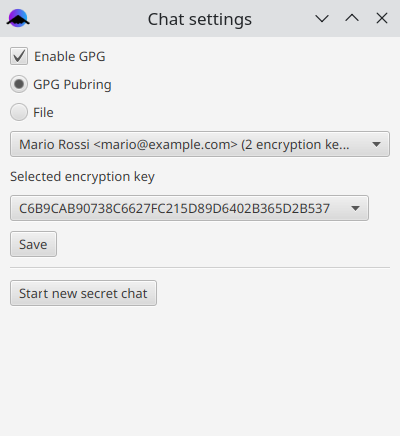 Chat settings
Enable GPG
GPG Pubring
File
Mario Rossi <mario@example.com> (2 encryption ke...
Selected encryption key
C6B9CAB90738C6627FC215D89D6402B365D2B537
Save
Start new secret chat